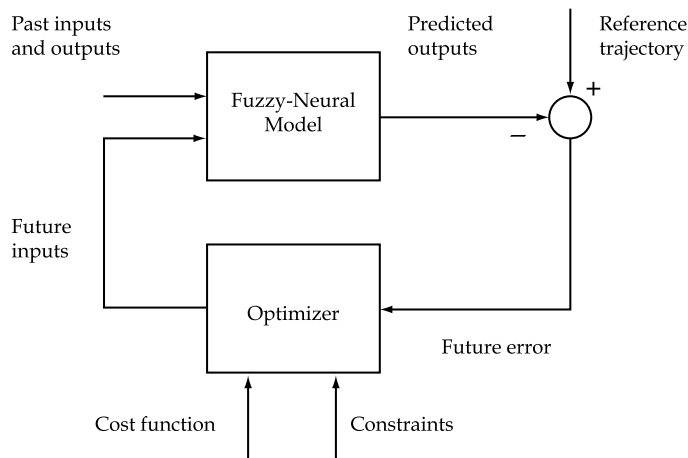 Past inputs
and outputs
Predicted
outputs
Reference
trajectory
+
Fuzzy-Neural
Model
−
Future
inputs
Optimizer
Future error
Cost function
Constraints